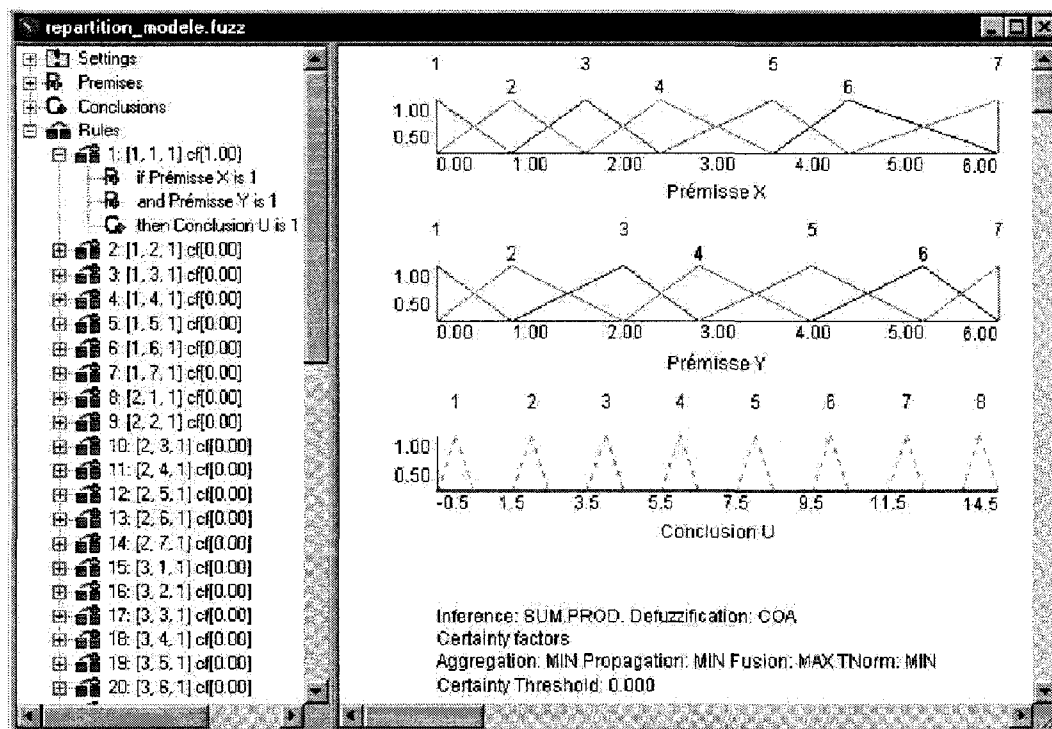 repartition_modele.fuzz
Settings
Premises
Conclusions
Rules
1: [1, 1, 1] cf[1.00]
if Prémisse X is 1
and Prémisse Y is 1
then Conclusion U is 1
2: [1, 2, 1] cf[0.00]
3: [1, 3, 1] cf[0.00]
4: [1, 4, 1] cf[0.00]
5: [1, 5, 1] cf[0.00]
6: [1, 6, 1] cf[0.00]
7: [1, 7, 1] cf[0.00]
8: [2, 1, 1] cf[0.00]
9: [2, 2, 1] cf[0.00]
10: [2, 3, 1] cf[0.00]
11: [2, 4, 1] cf[0.00]
12: [2, 5, 1] cf[0.00]
13: [2, 6, 1] cf[0.00]
14: [2, 7, 1] cf[0.00]
15: [3, 1, 1] cf[0.00]
16: [3, 2, 1] cf[0.00]
17: [3, 3, 1] cf[0.00]
18: [3, 4, 1] cf[0.00]
19: [3, 5, 1] cf[0.00]
20: [3, 6, 1] cf[0.00]
1 3 5 7
2 4 6
1.00
0.50
0.00 1.00 2.00 3.00 4.00 5.00 6.00
Prémisse X
1 3 5 7
2 4 6
1.00
0.50
0.00 1.00 2.00 3.00 4.00 5.00 6.00
Prémisse Y
1 2 3 4 5 6 7 8
1.00
0.50
-0.5 1.5 3.5 5.5 7.5 9.5 11.5 14.5
Conclusion U
Inference: SUM.PROD. Defuzzification: COA
Certainty factors
Aggregation: MIN Propagation: MIN Fusion: MAX TNorm: MIN
Certainty Threshold: 0.000